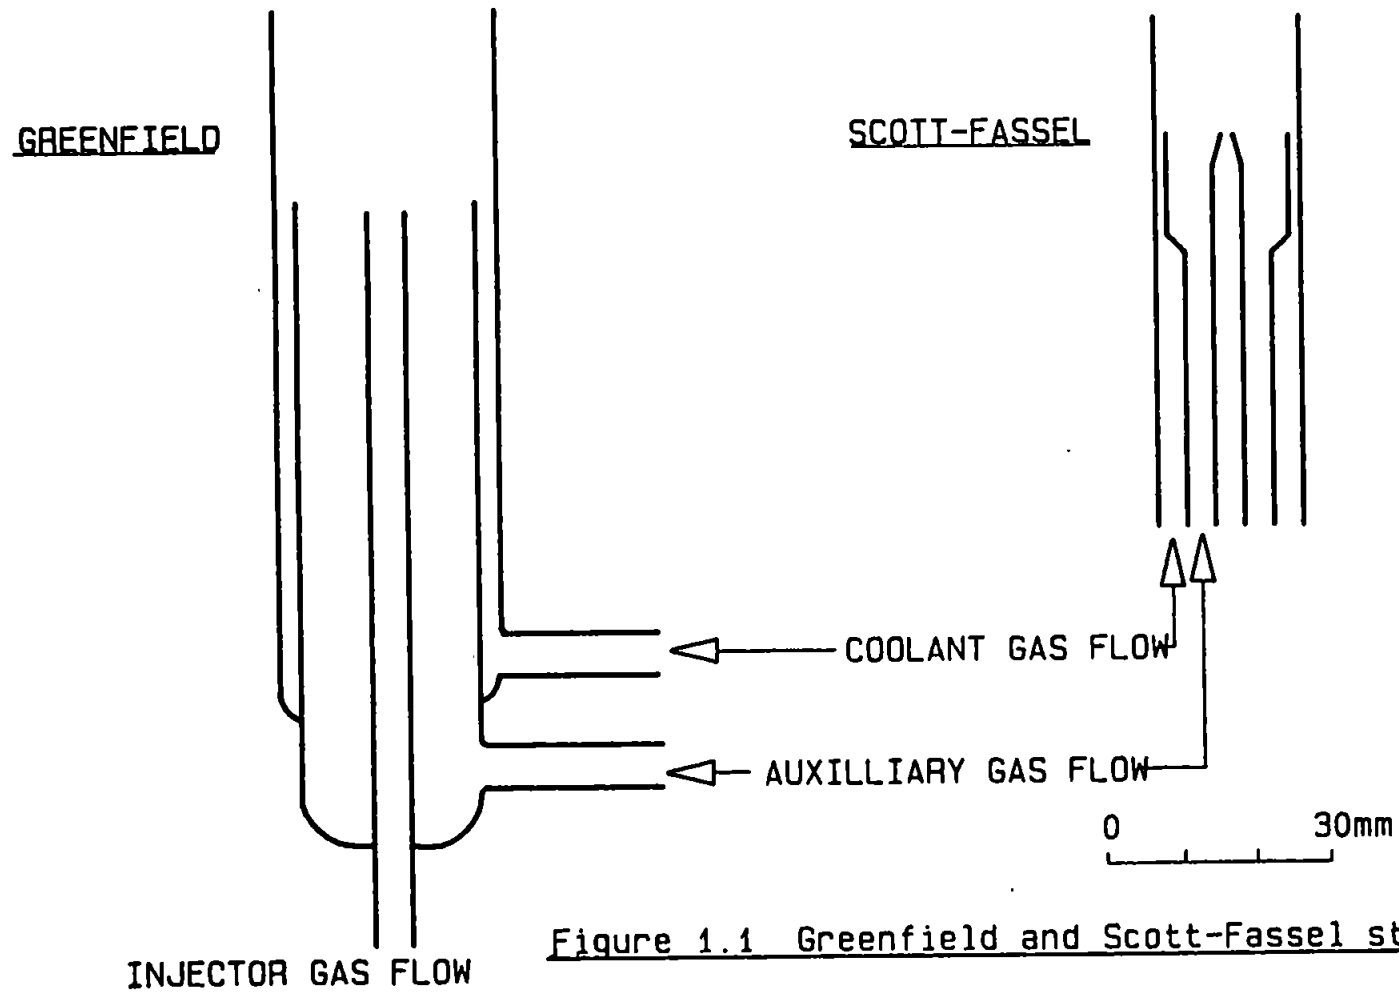 GREENFIELD
SCOTT-FASSEL
COOLANT GAS FLOW
AUXILLIARY GAS FLOW
0 30mm
INJECTOR GAS FLOW
Figure 1.1 Greenfield and Scott-Fassel st